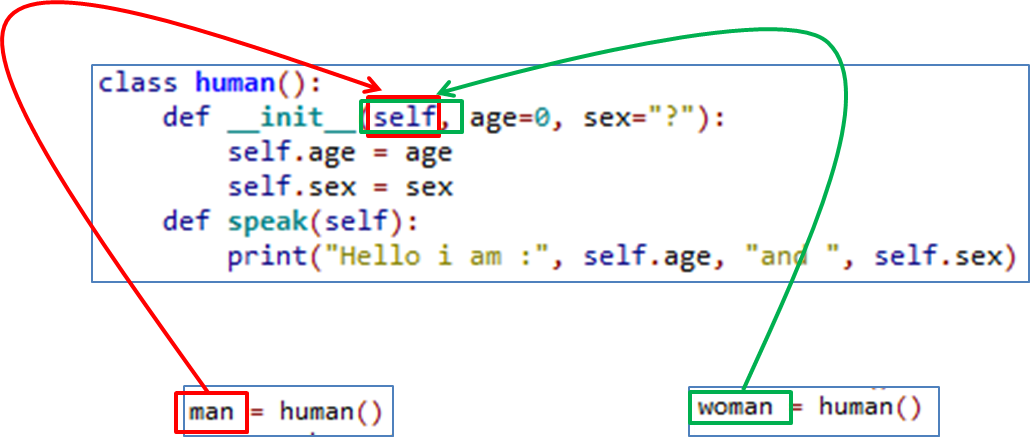 class human():
def __init__(self, age=0, sex="?"):
self.age = age
self.sex = sex
def speak(self):
print("Hello i am :", self.age, "and ", self.sex)
man = human()
woman = human()